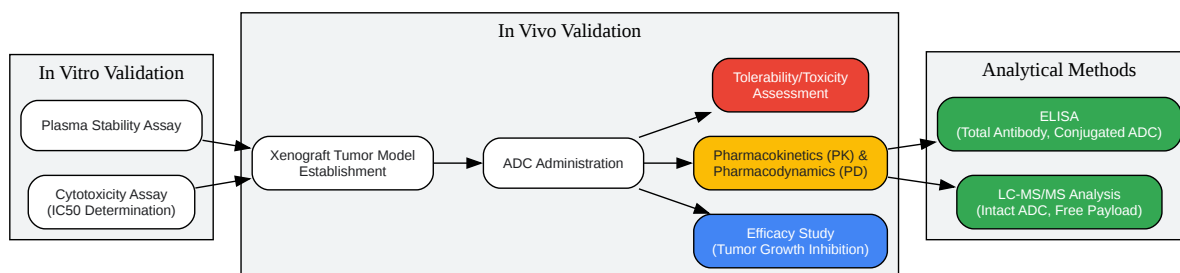 In Vitro Validation
Plasma Stability Assay
Cytotoxicity Assay
(IC50 Determination)
In Vivo Validation
Xenograft Tumor Model
Establishment
ADC Administration
Tolerability/Toxicity
Assessment
Pharmacokinetics (PK) &
Pharmacodynamics (PD)
Efficacy Study
(Tumor Growth Inhibition)
Analytical Methods
ELISA
(Total Antibody, Conjugated ADC)
LC-MS/MS Analysis
(Intact ADC, Free Payload)